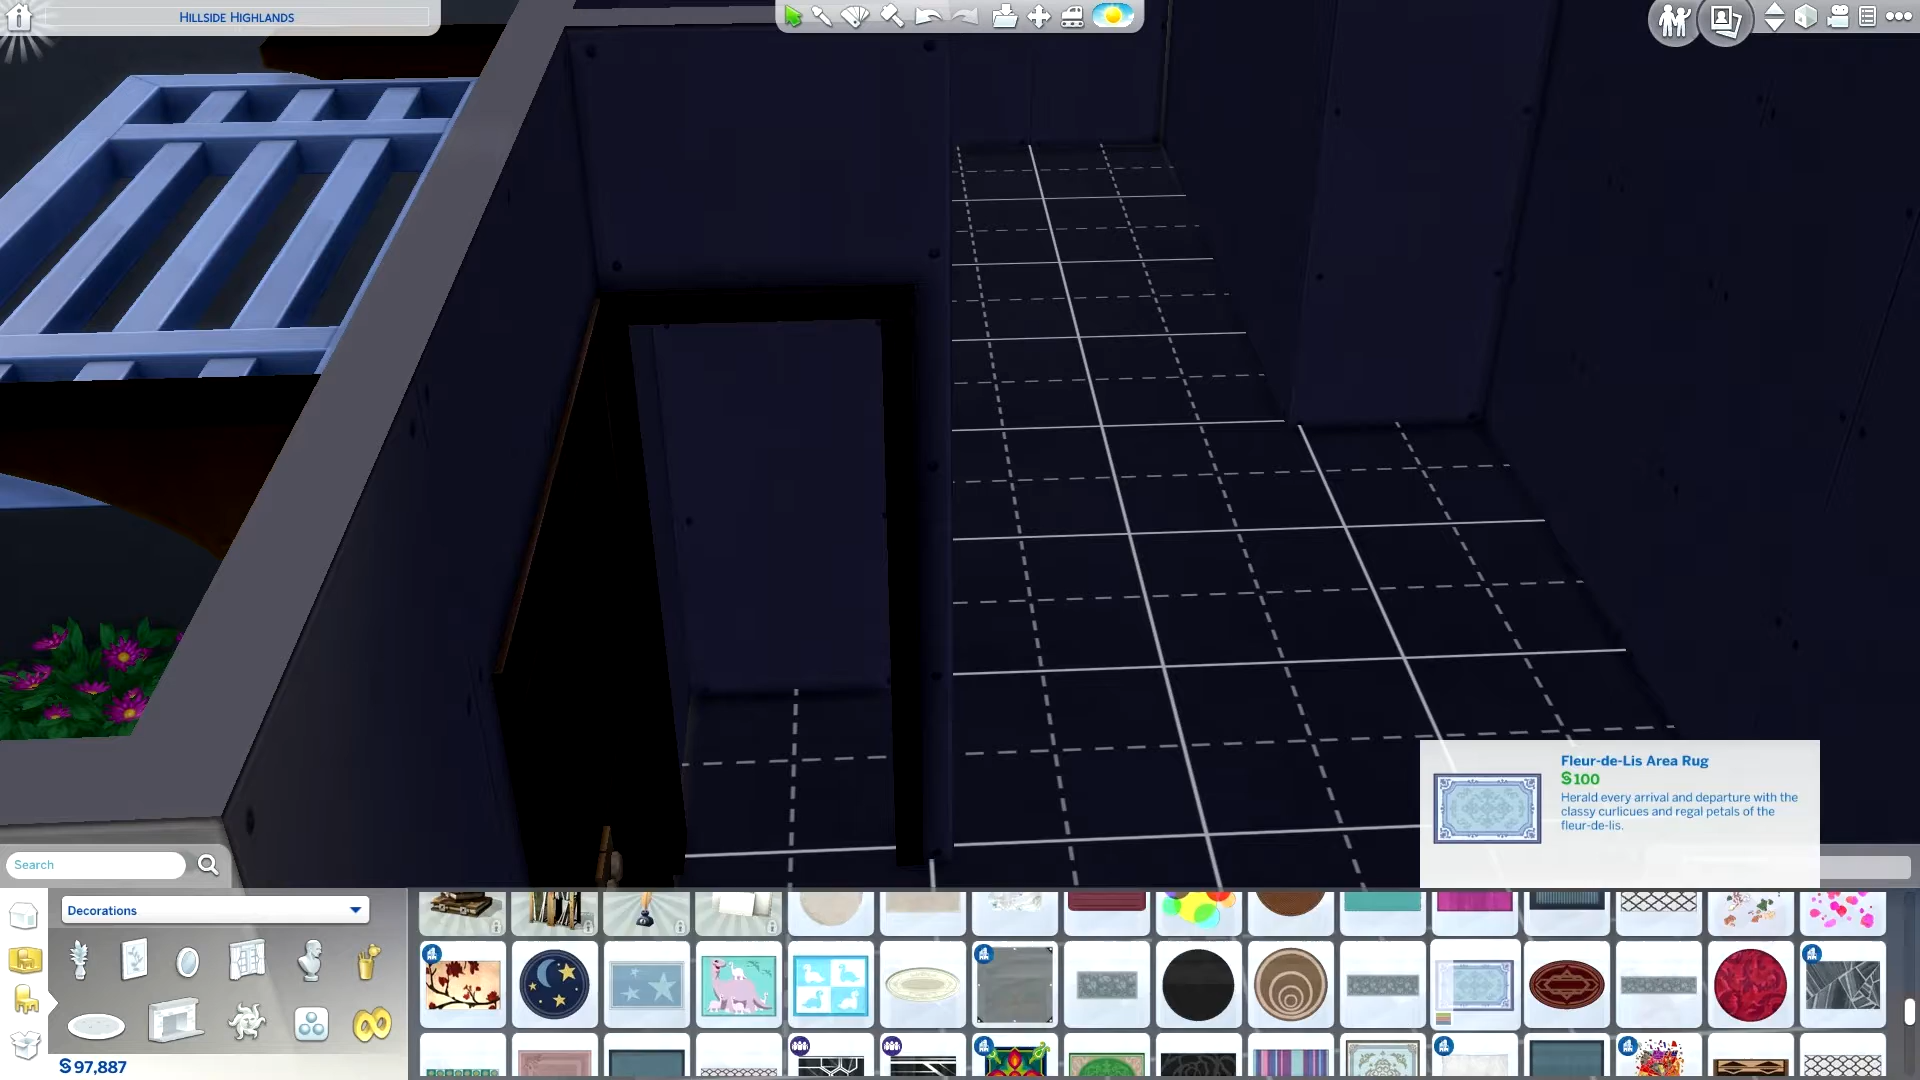 Hillside Highlands
Fleur-de-Lis Area Rug
§100
Herald every arrival and departure with the
classy curlicues and regal petals of the
fleur-de-lis.
Search
Decorations
§97,887